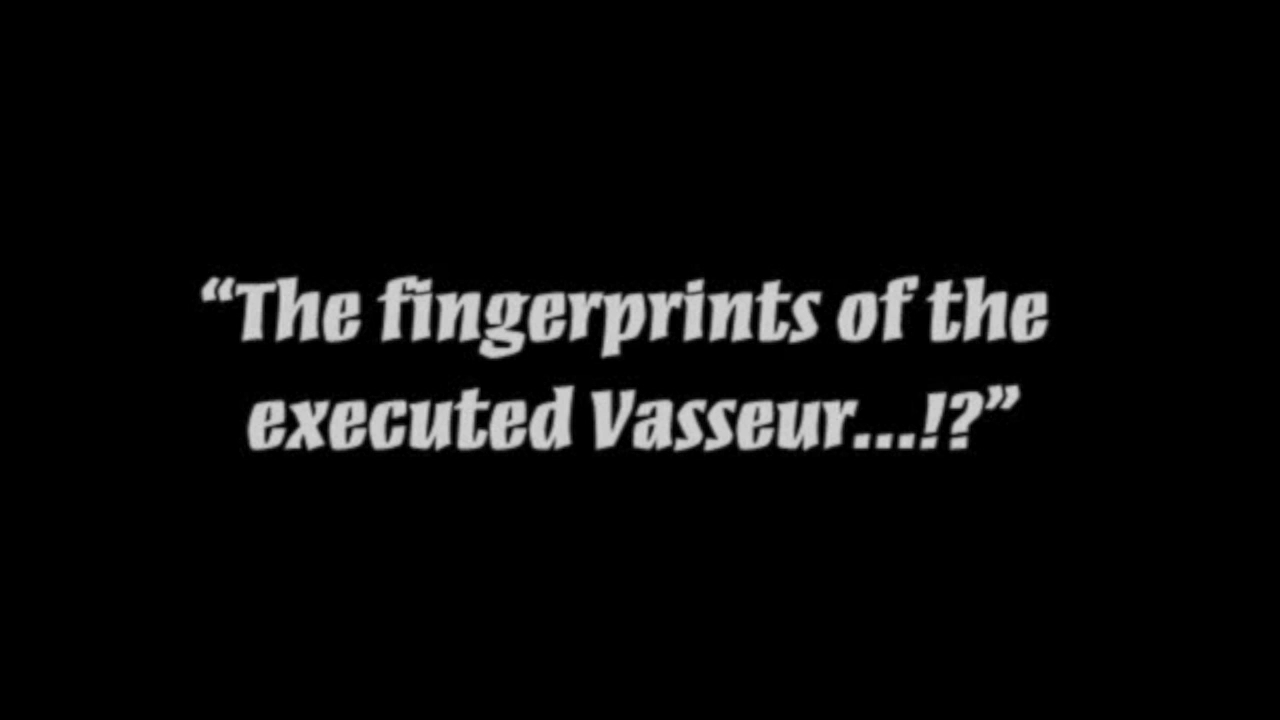 “The fingerprints of the
executed Vasseur...!?”